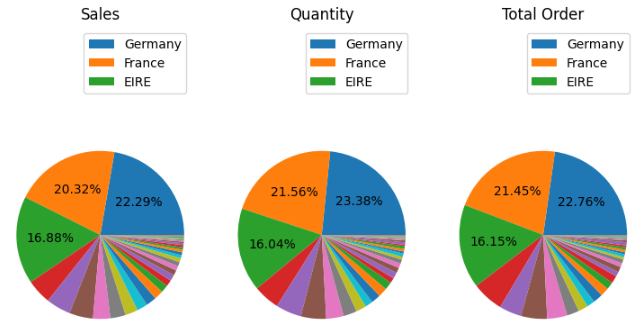 Sales
Germany
France
EIRE
20.32%
22.29%
16.88%
Quantity
Germany
France
EIRE
21.56%
23.38%
16.04%
Total Order
Germany
France
EIRE
21.45%
22.76%
16.15%